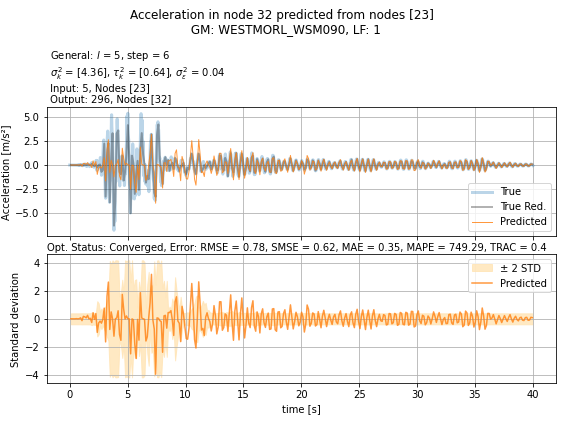 Acceleration in node 32 predicted from nodes [23]
GM: WESTMORL_WSM090, LF: 1
General: l = 5, step = 6
σ²ₖ = [4.36], τ²ₖ = [0.64], σ²ε = 0.04
Input: 5, Nodes [23]
Output: 296, Nodes [32]
Acceleration [m/s²]
5.0
2.5
0.0
−2.5
−5.0
True
True Red.
Predicted
Opt. Status: Converged, Error: RMSE = 0.78, SMSE = 0.62, MAE = 0.35, MAPE = 749.29, TRAC = 0.4
Standard deviation
4
2
0
−2
−4
± 2 STD
Predicted
0 5 10 15 20 25 30 35 40
time [s]